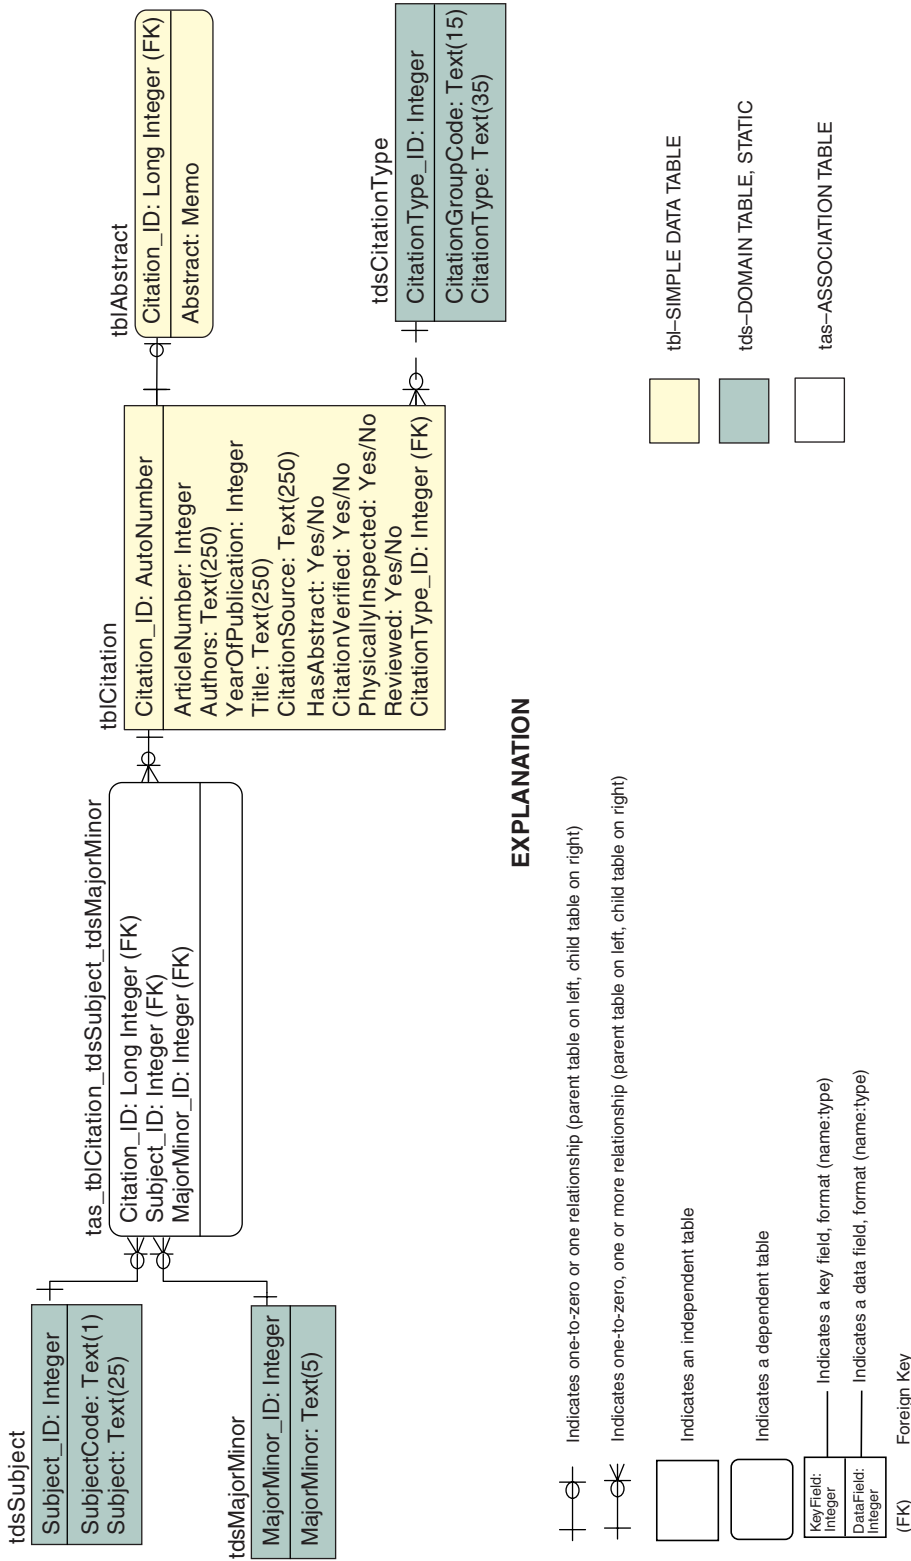 tdsSubject
Subject_ID: Integer
SubjectCode: Text(1)
Subject: Text(25)
tdsMajorMinor
MajorMinor_ID: Integer
MajorMinor: Text(5)
tas_tblCitation_tdsSubject_tdsMajorMinor
Citation_ID: Long Integer (FK)
Subject_ID: Integer (FK)
MajorMinor_ID: Integer (FK)
tblCitation
Citation_ID: AutoNumber
ArticleNumber: Integer
Authors: Text(250)
YearOfPublication: Integer
Title: Text(250)
CitationSource: Text(250)
HasAbstract: Yes/No
CitationVerified: Yes/No
PhysicallyInspected: Yes/No
Reviewed: Yes/No
CitationType_ID: Integer (FK)
tblAbstract
Citation_ID: Long Integer (FK)
Abstract: Memo
tdsCitationType
CitationType_ID: Integer
CitationGroupCode: Text(15)
CitationType: Text(35)
EXPLANATION
Indicates one-to-zero or one relationship (parent table on left, child table on right)
Indicates one-to-zero, one or more relationship (parent table on left, child table on right)
Indicates an independent table
Indicates a dependent table
KeyField:
Integer
Indicates a key field, format (name:type)
DataField:
Integer
Indicates a data field, format (name:type)
(FK) Foreign Key
tbl–SIMPLE DATA TABLE
tds–DOMAIN TABLE, STATIC
tas–ASSOCIATION TABLE